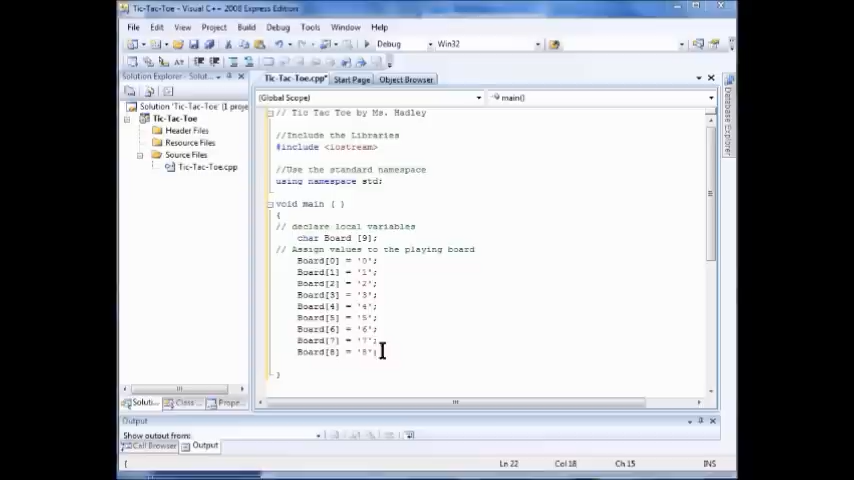 Tic-Tac-Toe - Visual C++ 2008 Express Edition
File Edit View Project Build Debug Tools Window Help
Debug Win32
Solution Explorer - Solut...
Tic-Tac-Toe.cpp* Start Page Object Browser
(Global Scope) main()
Solution 'Tic-Tac-Toe' (1 proje
Tic-Tac-Toe
Header Files
Resource Files
Source Files
Tic-Tac-Toe.cpp
// Tic Tac Toe by Ms. Hadley
//Include the Libraries
#include <iostream>
//Use the standard namespace
using namespace std;
void main ( )
{
// declare local variables
char Board [9];
// Assign values to the playing board
Board[0] = '0';
Board[1] = '1';
Board[2] = '2';
Board[3] = '3';
Board[4] = '4';
Board[5] = '5';
Board[6] = '6';
Board[7] = '7';
Board[8] = '8'
}
Database Explorer
Soluti... Class Prope...
Output
Show output from:
Call Browser Output
Ln 22 Col 18 Ch 15 INS